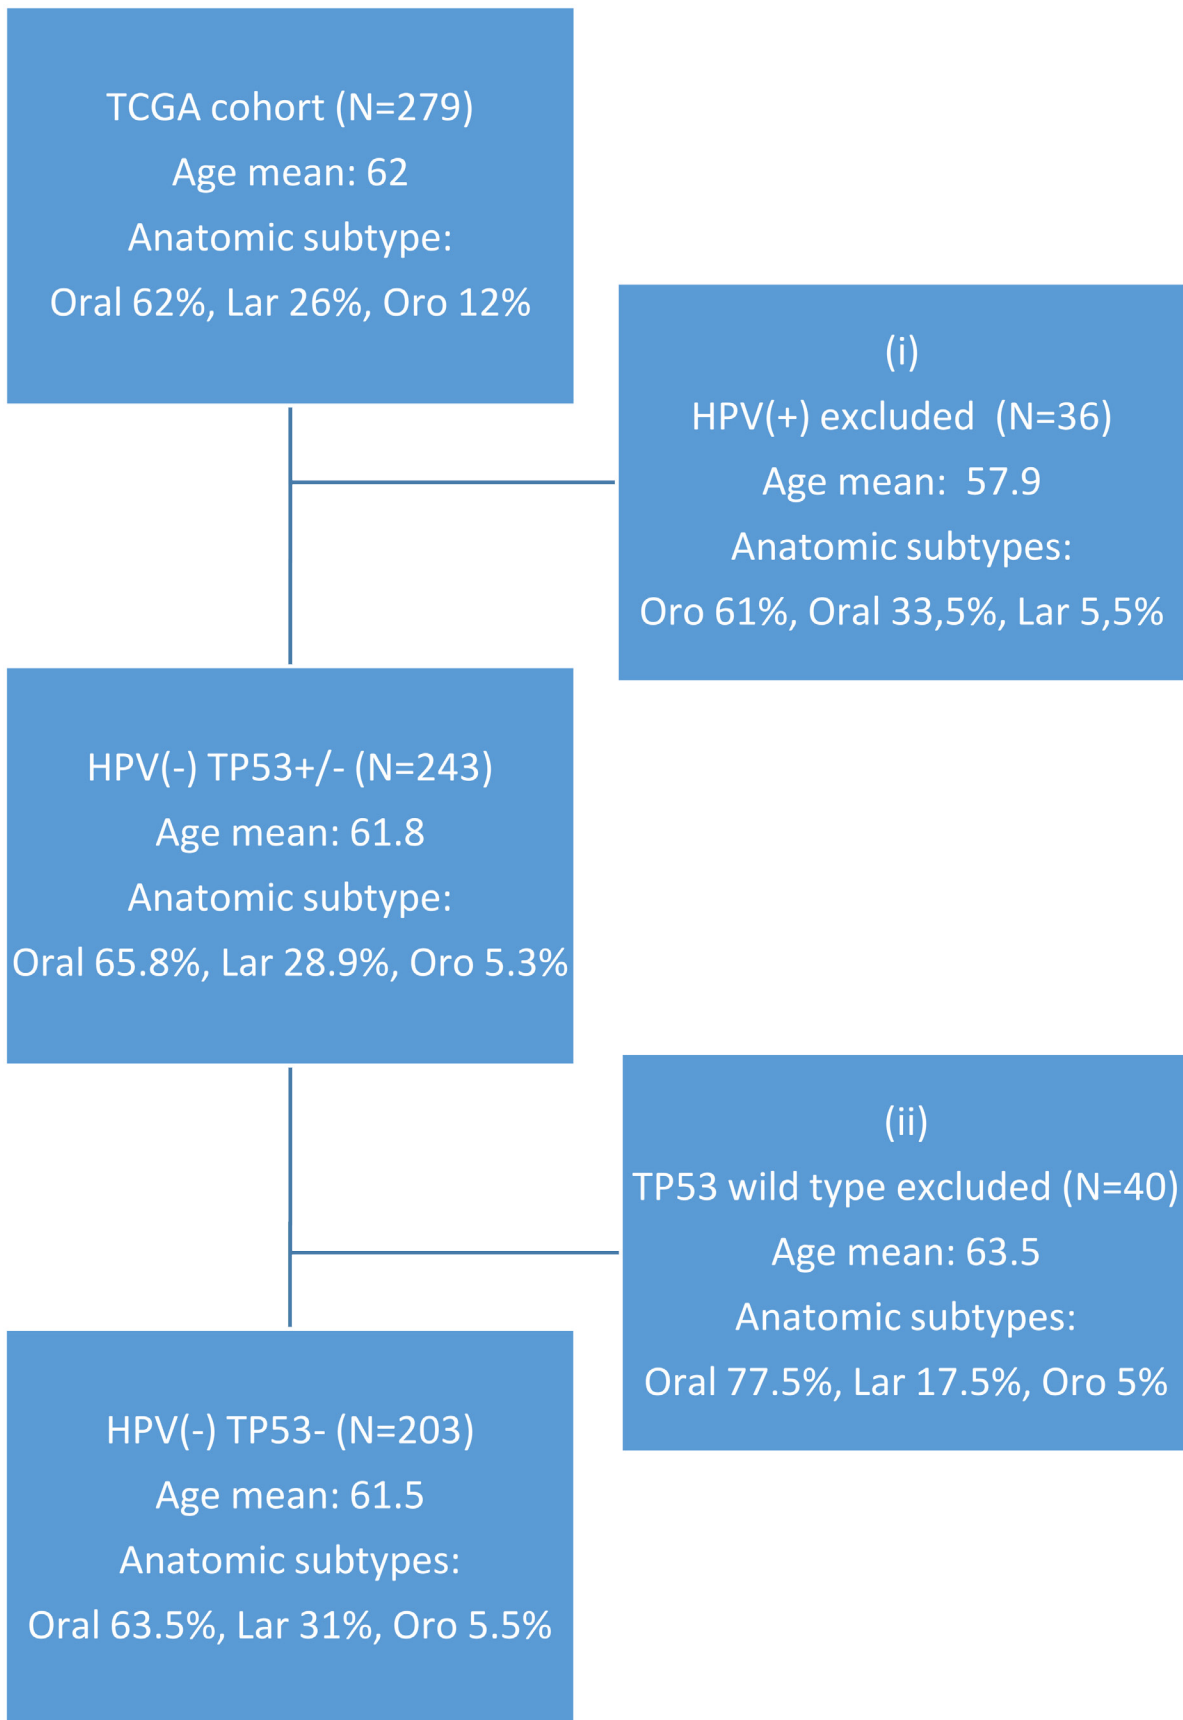 TCGA cohort (N=279)
Age mean: 62
Anatomic subtype:
Oral 62%, Lar 26%, Oro 12%
(i)
HPV(+) excluded  (N=36)
Age mean:  57.9
Anatomic subtypes:
Oro 61%, Oral 33,5%, Lar 5,5%
HPV(-) TP53+/- (N=243)
Age mean: 61.8
Anatomic subtype:
Oral 65.8%, Lar 28.9%, Oro 5.3%
(ii)
TP53 wild type excluded (N=40)
Age mean: 63.5
Anatomic subtypes:
Oral 77.5%, Lar 17.5%, Oro 5%
HPV(-) TP53- (N=203)
Age mean: 61.5
Anatomic subtypes:
Oral 63.5%, Lar 31%, Oro 5.5%